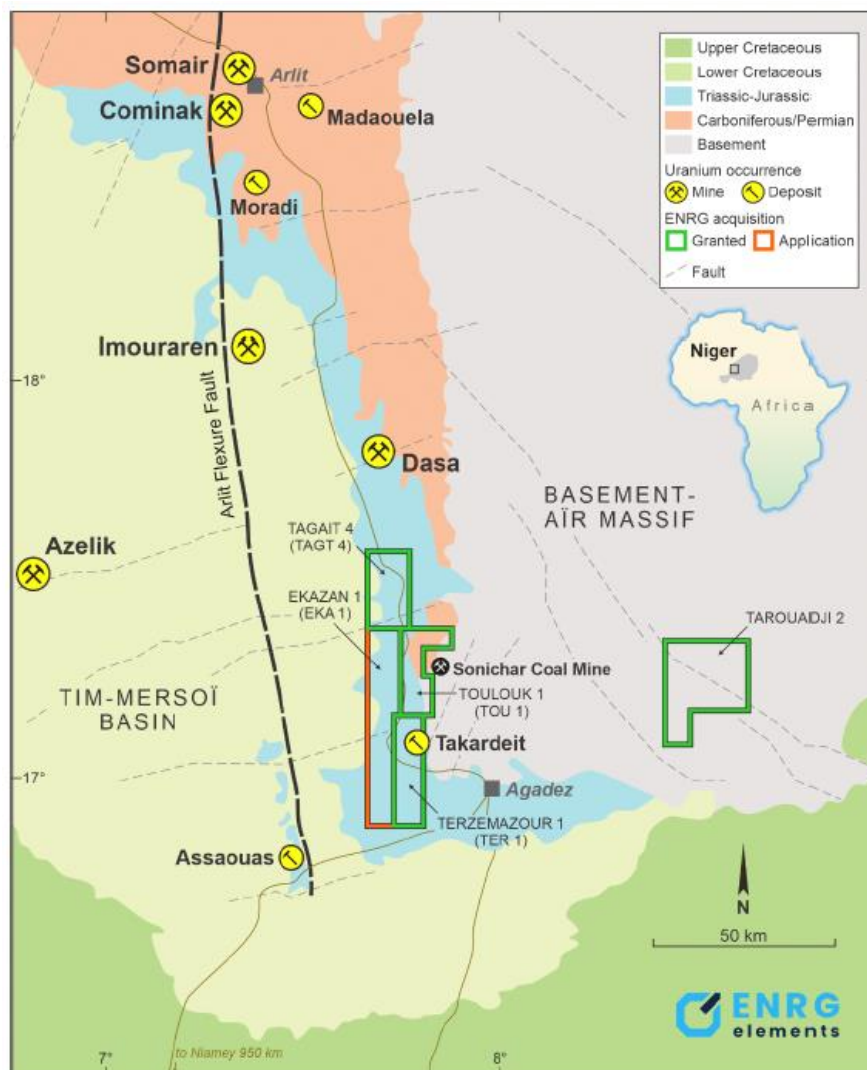 Somair
Arlit
Cominak
Madaouela
Moradi
Upper Cretaceous
Lower Cretaceous
Triassic-Jurassic
Carboniferous/Permian
Basement
Uranium occurrence
Mine
Deposit
ENRG acquisition
Granted
Application
Fault
Imouraren
Niger
Africa
18°
Arlit Flexure Fault
Dasa
BASEMENT-
AÏR MASSIF
Azelik
TAGAIT 4
(TAGT 4)
EKAZAN 1
(EKA 1)
TAROUADJI 2
Sonichar Coal Mine
TIM-MERSOÏ
BASIN
TOULOUK 1
(TOU 1)
Takardeit
17°
Agadez
TERZEMAZOUR 1
(TER 1)
Assaouas
N
50 km
ENRG
elements
7°
to Niamey 950 km
8°